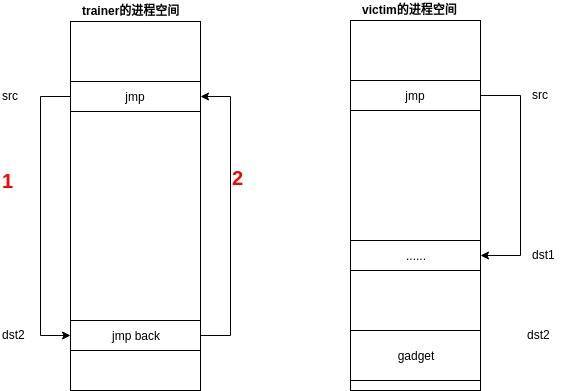 trainer的进程空间
src
jmp
1
2
dst2
jmp back
victim的进程空间
jmp
src
......
dst1
dst2
gadget